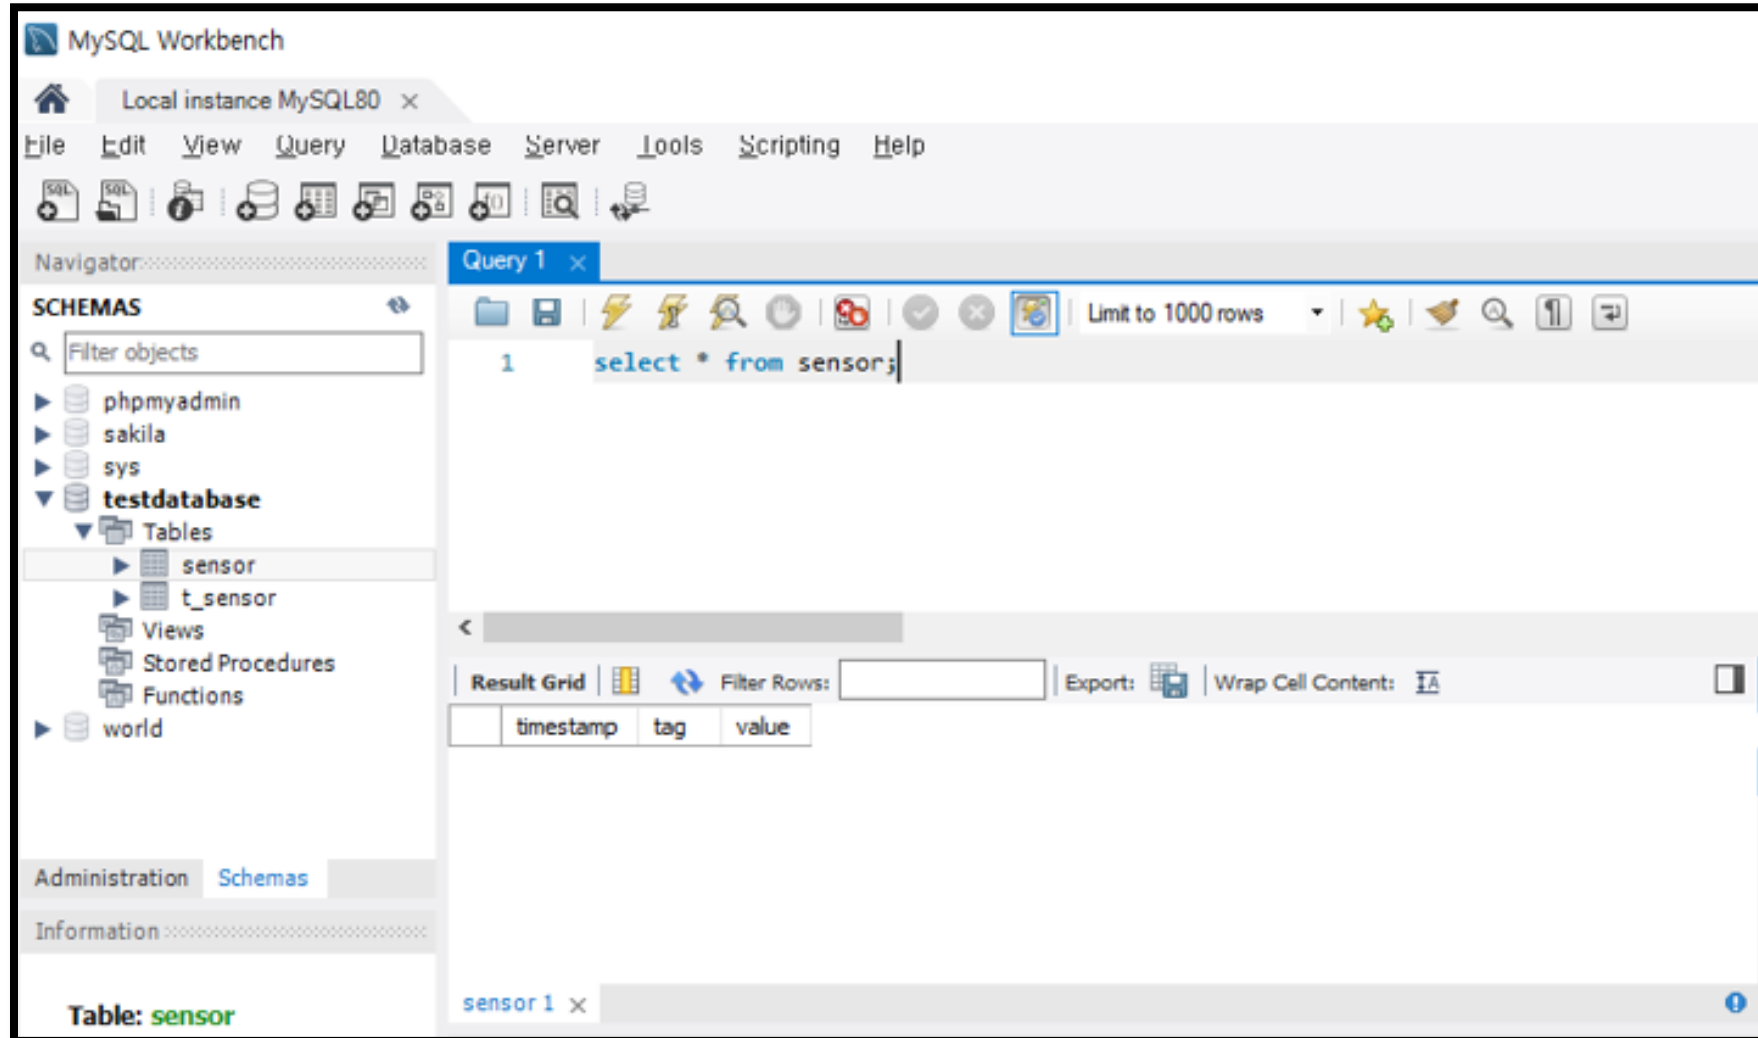 MySQL Workbench
Local instance MySQL80
File Edit View Query Database Server Tools Scripting Help
Navigator
SCHEMAS
Filter objects
phpmyadmin
sakila
sys
testdatabase
Tables
sensor
t_sensor
Views
Stored Procedures
Functions
world
Administration Schemas
Information
Table: sensor
Query 1
Limit to 1000 rows
1 select * from sensor;
Result Grid Filter Rows: Export: Wrap Cell Content: IA
timestamp tag value
sensor 1